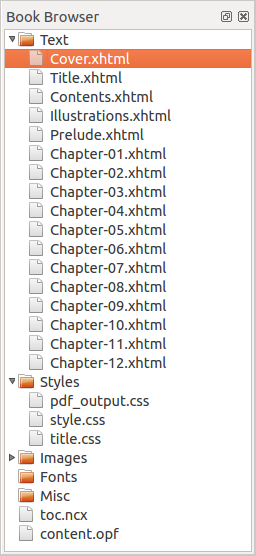 Book Browser
Text
Cover.xhtml
Title.xhtml
Contents.xhtml
Illustrations.xhtml
Prelude.xhtml
Chapter-01.xhtml
Chapter-02.xhtml
Chapter-03.xhtml
Chapter-04.xhtml
Chapter-05.xhtml
Chapter-06.xhtml
Chapter-07.xhtml
Chapter-08.xhtml
Chapter-09.xhtml
Chapter-10.xhtml
Chapter-11.xhtml
Chapter-12.xhtml
Styles
pdf_output.css
style.css
title.css
Images
Fonts
Misc
toc.ncx
content.opf